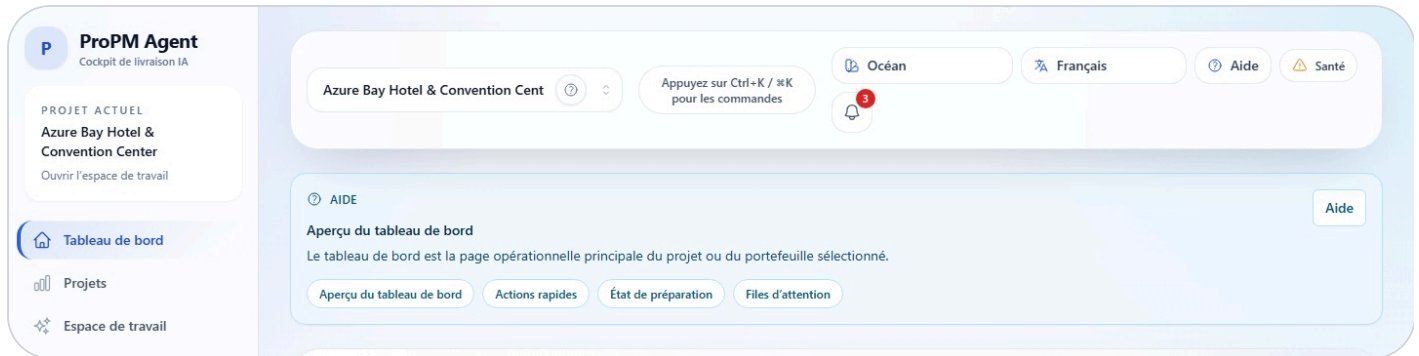 P
ProPM Agent
Cockpit de livraison IA
PROJET ACTUEL
Azure Bay Hotel &
Convention Center
Ouvrir l'espace de travail
Tableau de bord
Projets
Espace de travail
Azure Bay Hotel & Convention Cent
Appuyez sur Ctrl+K / ⌘K
pour les commandes
Océan
Français
Aide
Santé
3
AIDE
Aide
Aperçu du tableau de bord
Le tableau de bord est la page opérationnelle principale du projet ou du portefeuille sélectionné.
Aperçu du tableau de bord
Actions rapides
État de préparation
Files d'attention